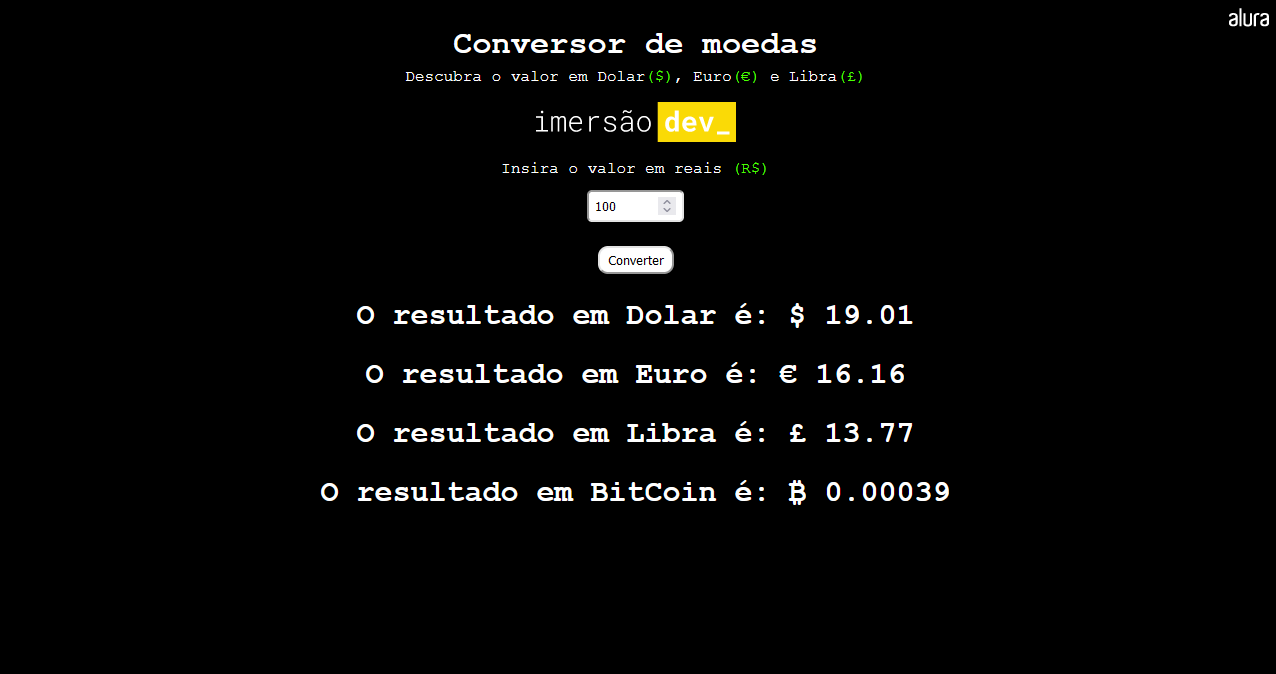 alura
Conversor de moedas
Descubra o valor em Dolar($), Euro(€) e Libra(£)
imersão dev_
Insira o valor em reais (R$)
100
Converter
O resultado em Dolar é: $ 19.01
O resultado em Euro é: € 16.16
O resultado em Libra é: £ 13.77
O resultado em BitCoin é: ₿ 0.00039